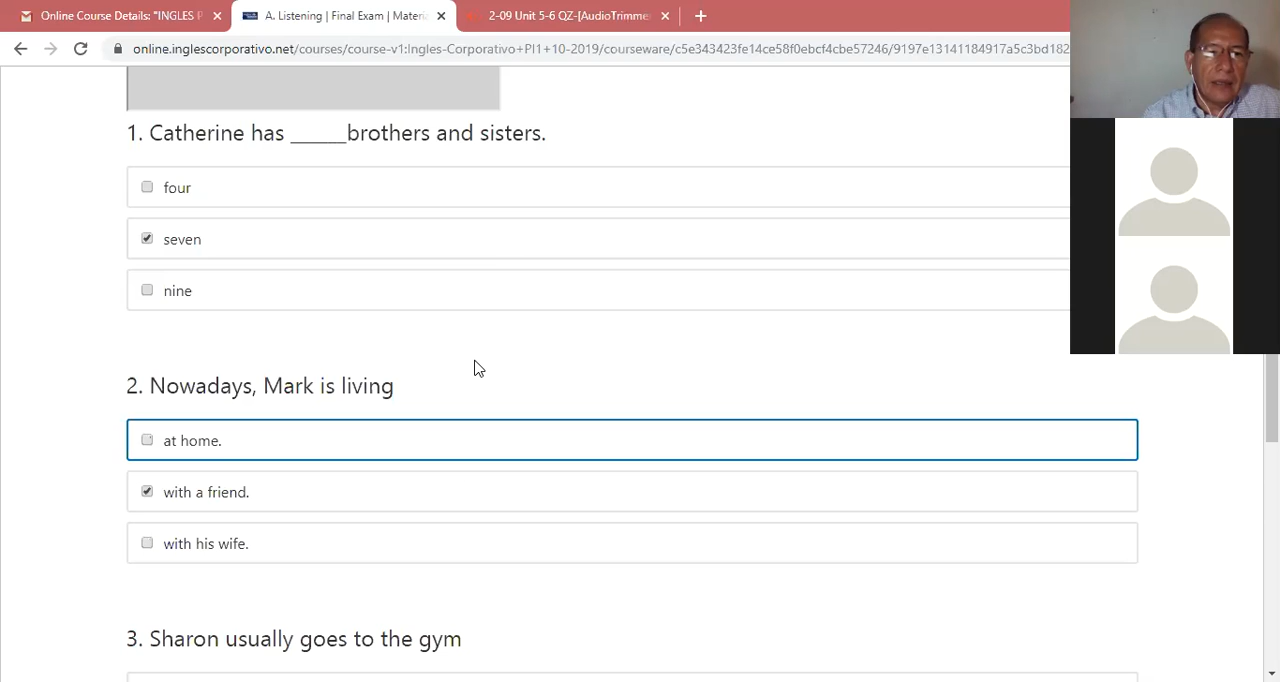 Online Course Details: "INGLES P
A. Listening | Final Exam | Materia
2-09 Unit 5-6 QZ-[AudioTrimme
online.inglescorporativo.net/courses/course-v1:Ingles-Corporativo+PI1+10-2019/courseware/c5e343423fe14ce58f0ebcf4cbe57246/9197e13141184917a5c3bd182
1. Catherine has ______brothers and sisters.
four
seven
nine
2. Nowadays, Mark is living
at home.
with a friend.
with his wife.
3. Sharon usually goes to the gym